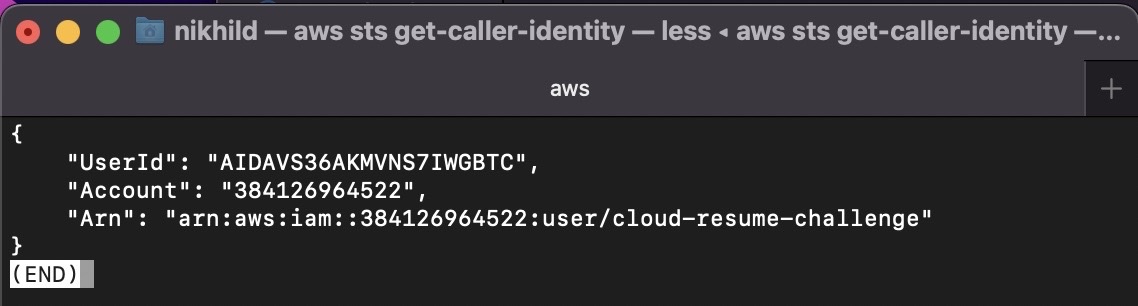 nikhild — aws sts get-caller-identity — less ◂ aws sts get-caller-identity —...
aws
{
    "UserId": "AIDAVS36AKMVNS7IWGBTC",
    "Account": "384126964522",
    "Arn": "arn:aws:iam::384126964522:user/cloud-resume-challenge"
}
(END)